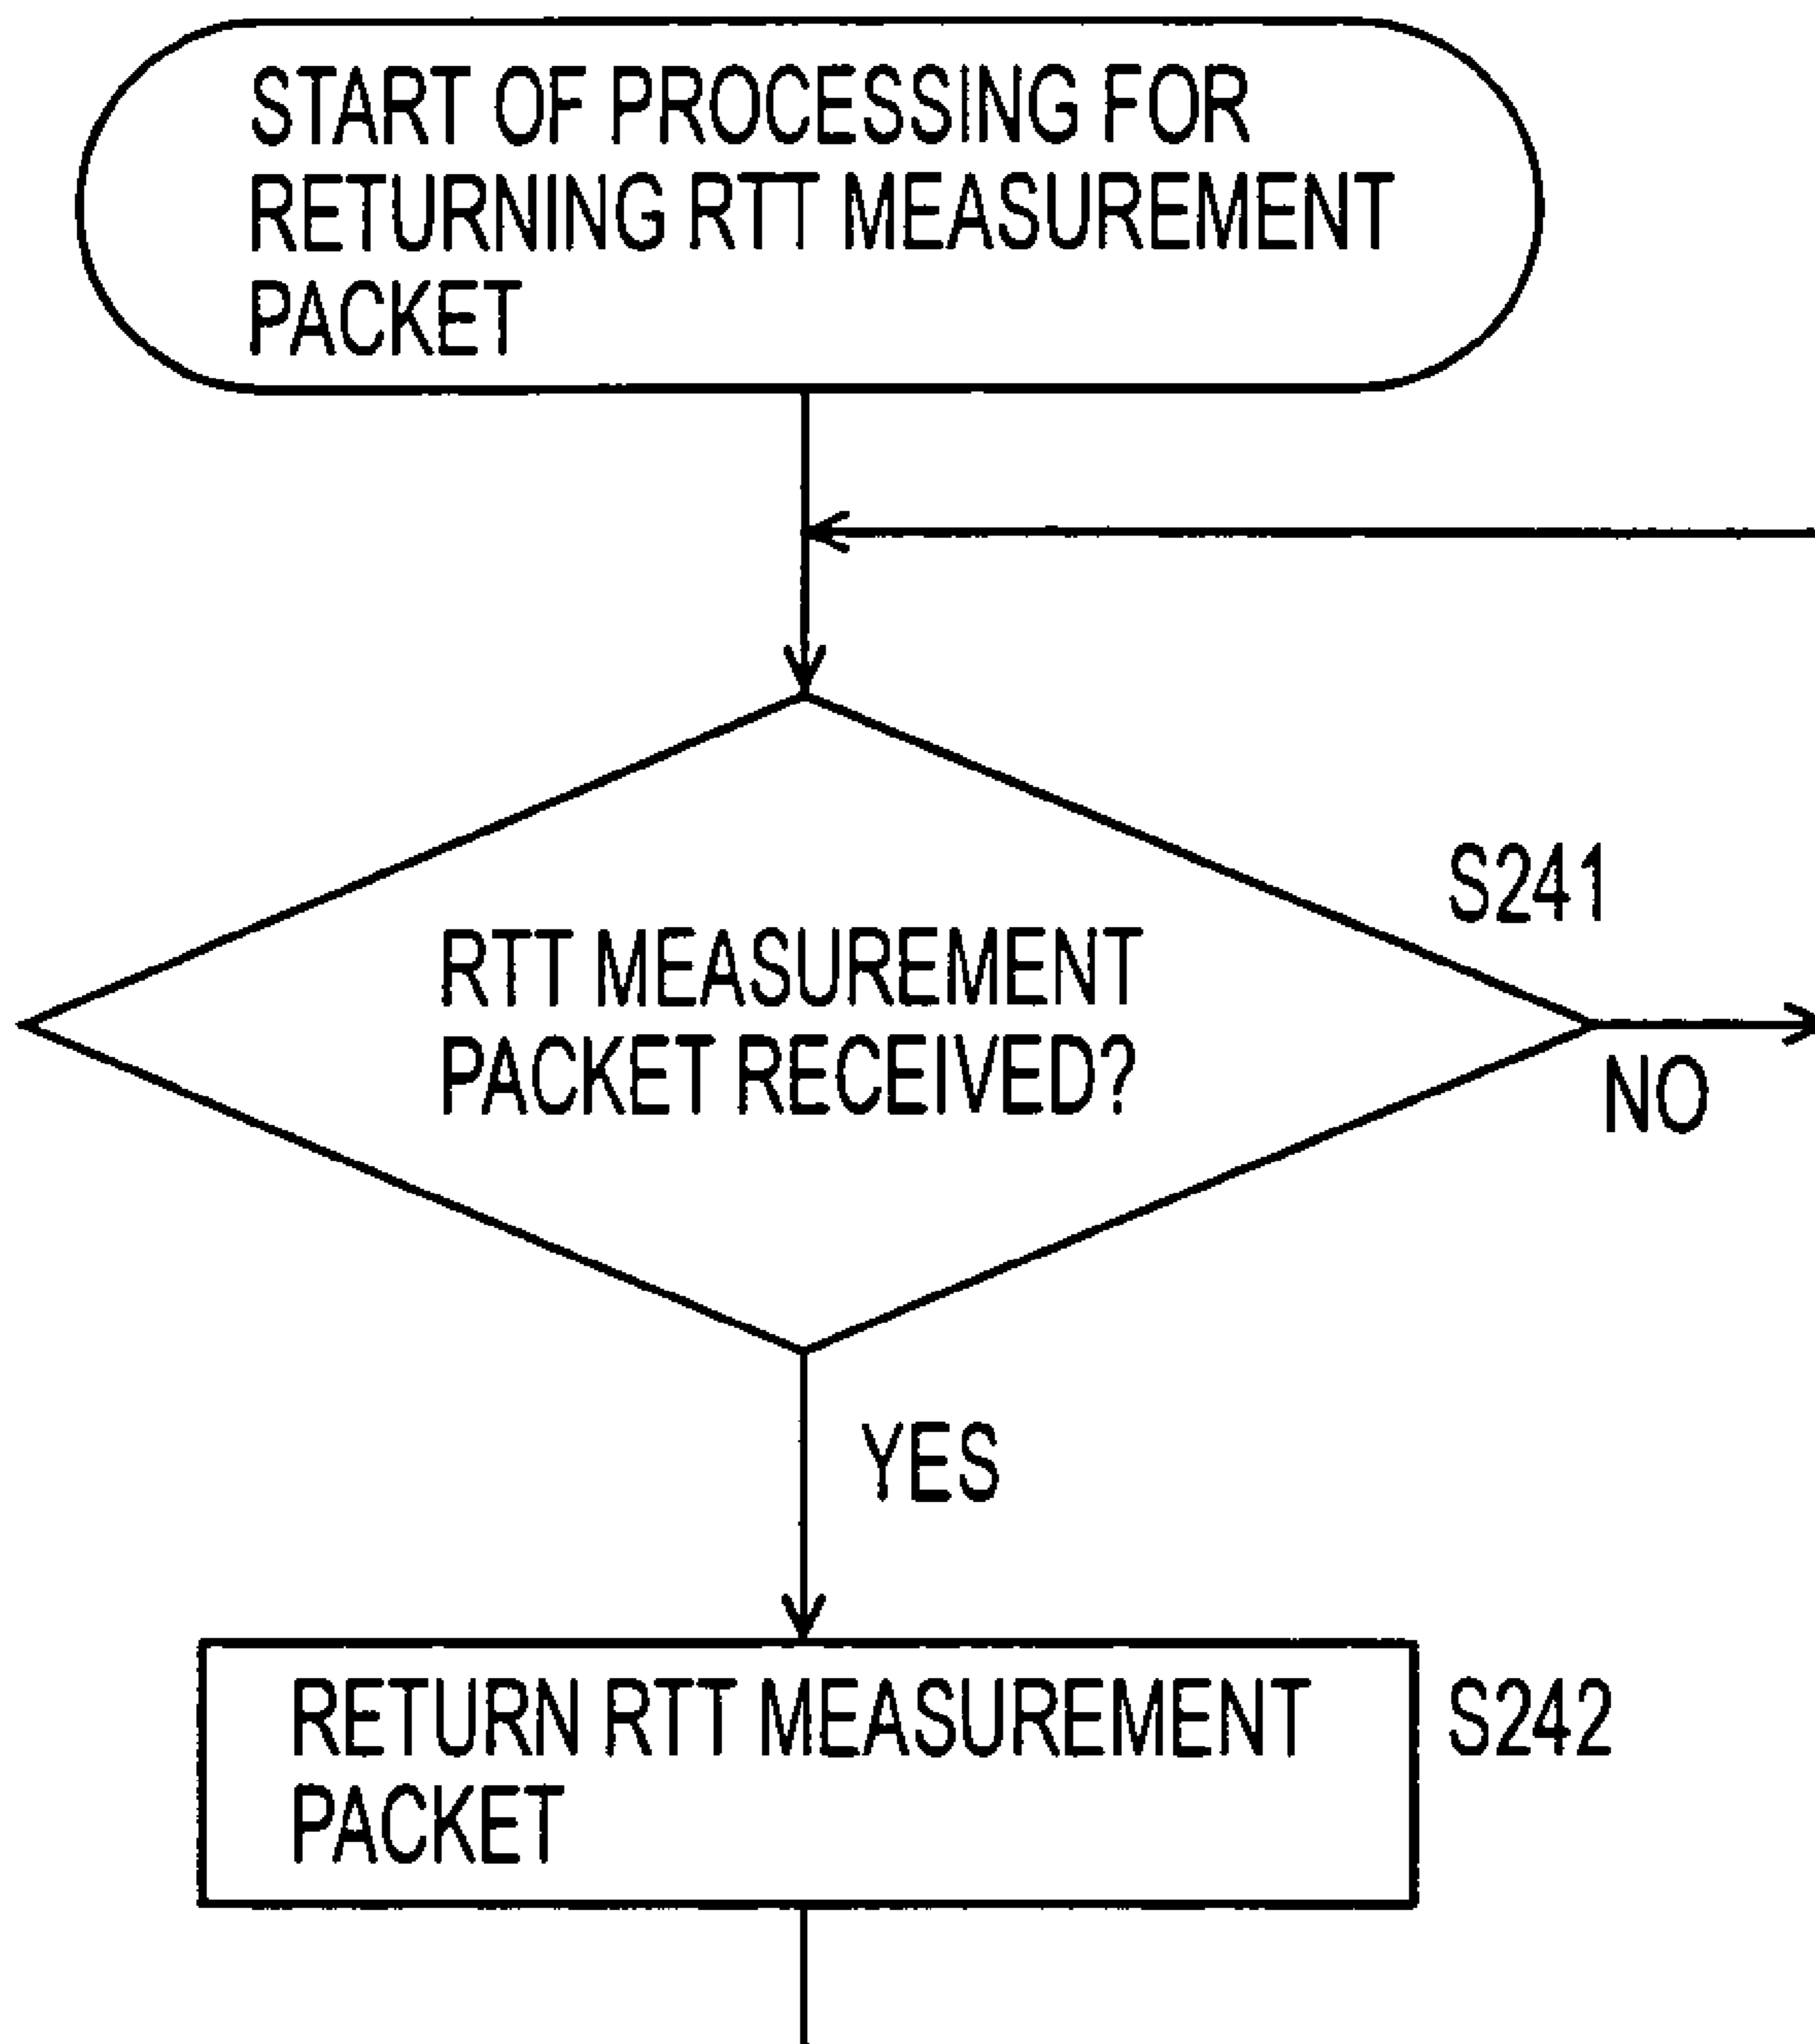 START OF PROCESSING FOR
RETURNING RTT MEASUREMENT
PACKET
S241
RTT MEASUREMENT
PACKET RECEIVED?
NO
YES
RETURN RTT MEASUREMENT
PACKET
S242